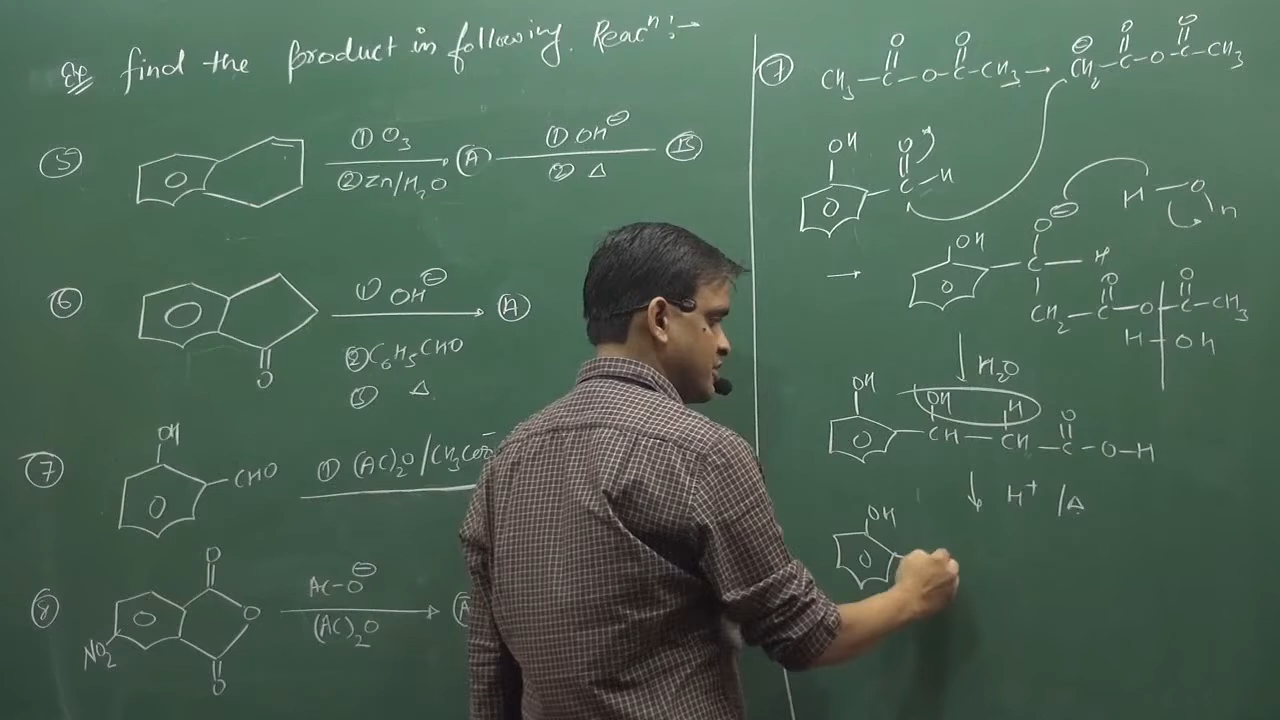 Ex find the product in following. Reacⁿ:-
⑤ ① O₃ ② Zn/H₂O Ⓐ ① OH⊖ ② △ Ⓑ
⑥ O ① OH⊖ ② C₆H₅CHO ③ △ Ⓐ
⑦ OH CHO ① (AC)₂O/CH₃COO⁻
⑧ NO₂ O O O AC-O⊖ (AC)₂O
⑦ CH₃-C(=O)-O-C(=O)-CH₃ → ⊖CH₂-C(=O)-O-C(=O)-CH₃
OH O C H
H-O H
→ OH O⊖ C H
CH₂-C(=O)-O-C(=O)-CH₃
H OH
↓ H₂O
OH OH H
CH-CH-C(=O)-O-H
↓ H⁺/△
OH